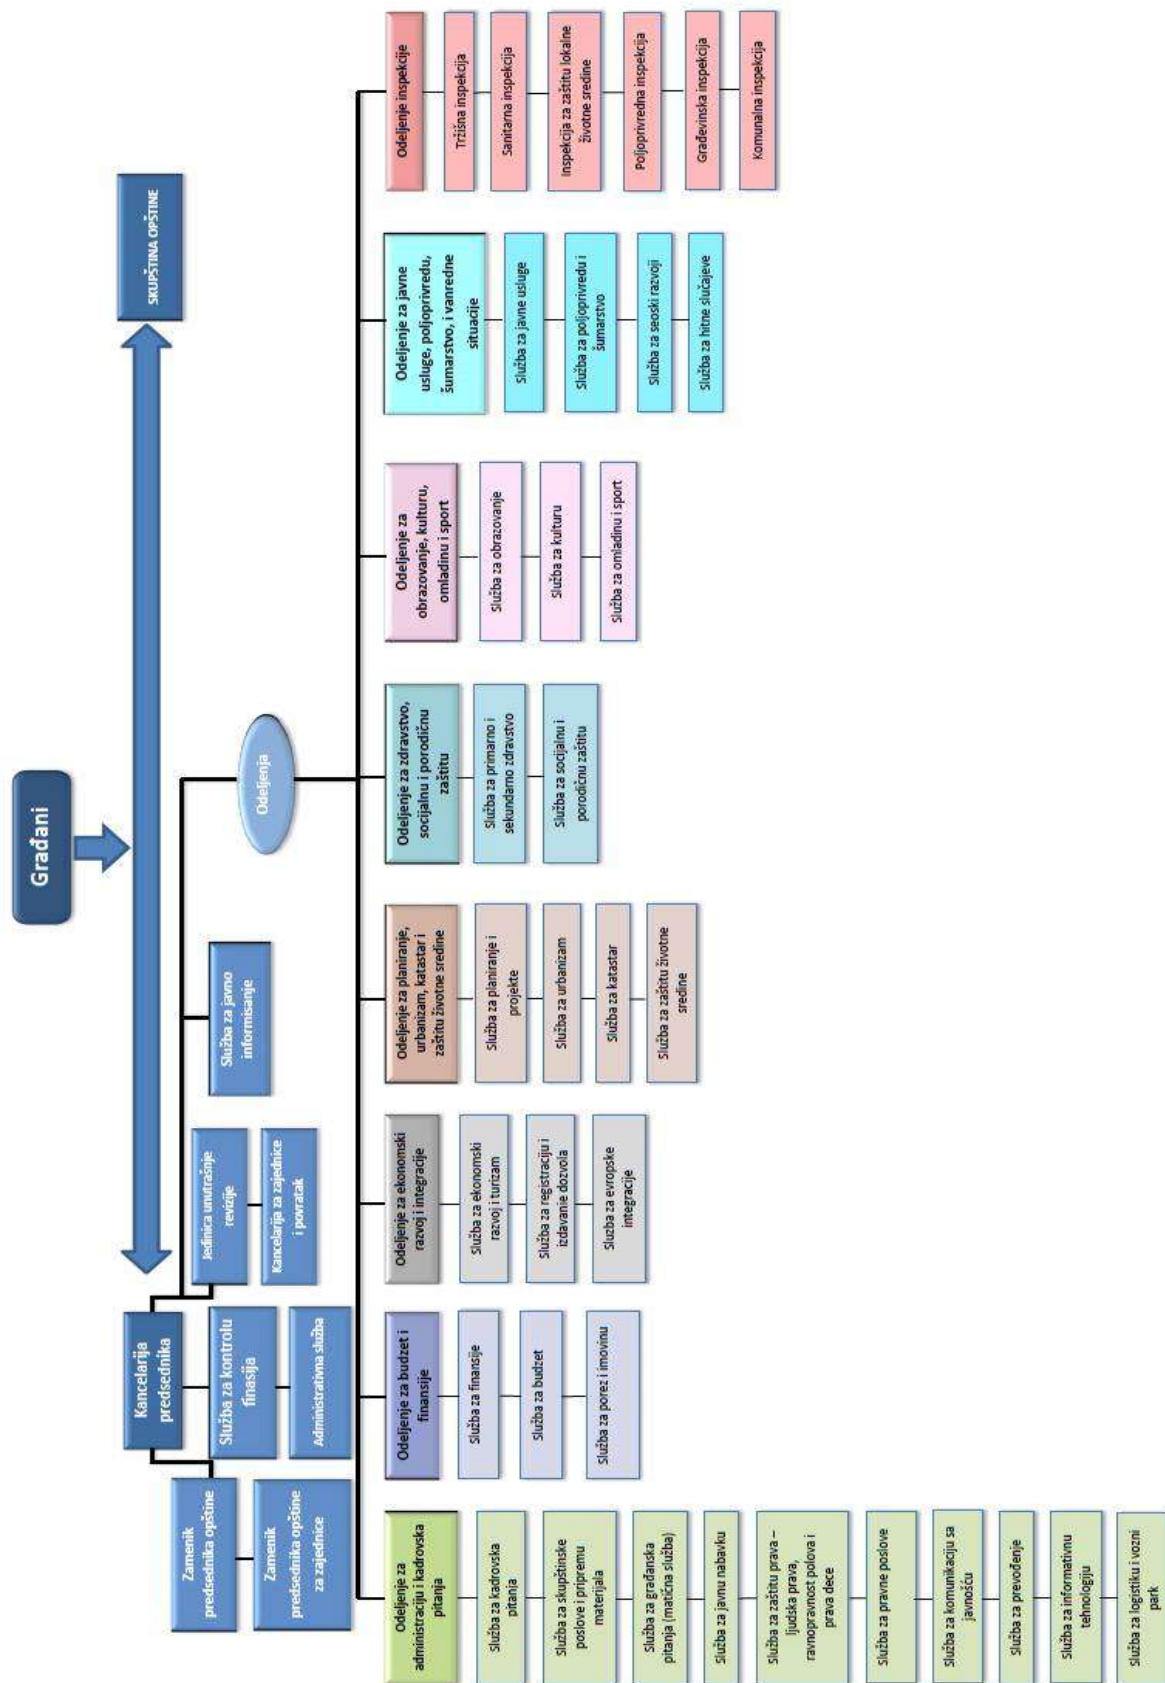 Građani
SKUPŠTINA OPŠTINE
Kancelarija
predsednika
Zamenik
predsednika opštine
Zamenik
predsednika opštine
za zajednice
Služba za kontrolu
finasija
Administrativna služba
Jedinica unutrašnje
revizije
Kancelarija za zajednice
i povratak
Služba za javno
informisanje
Odeljenja
Odeljenje za
administraciju i kadrovska
pitanja
Služba za kadrovska
pitanja
Služba za skupštinske
poslove i pripremu
materijala
Služba za građanska
pitanja (matična služba)
Služba za javnu nabavku
Služba za zaštitu prava –
ljudska prava,
ravnopravnost polova i
prava dece
Služba za pravne poslove
Služba za komunikaciju sa
javnošću
Služba za prevođenje
Služba za informativnu
tehnologiju
Služba za logistiku i vozni
park
Odeljenje za budzet i
finansije
Služba za finansije
Služba za budzet
Služba za porez i imovinu
Odeljenje za ekonomski
razvoj i integracije
Služba za ekonomski
razvoj i turizam
Služba za registraciju i
izdavanie dozvola
Sluzba za evropske
integracije
Odeljenje za planiranje,
urbanizam, katastar i
zaštitu životne sredine
Služba za planiranje i
projekte
Služba za urbanizam
Služba za katastar
Služba za zaštitu životne
sredine
Odeljenje za zdravstvo,
socijalnu i porodičnu
zaštitu
Služba za primarno i
sekundarno zdravstvo
Služba za socijalnu i
porodičnu zaštitu
Odeljenje za
obrazovanje, kulturu,
omladinu i sport
Služba za obrazovanje
Služba za kulturu
Služba za omladinu i sport
Odeljenje za javne
usluge, poljoprivredu,
šumarstvo, i vanredne
situacije
Služba za javne usluge
Služba za poljoprivredu i
šumarstvo
Služba za seoski razvoji
Služba za hitne slučajeve
Odeljenje inspekcije
Tržišna inspekcija
Sanitarna inspekcija
Inspekcija za zaštitu lokalne
životne sredine
Poljoprivredna inspekcija
Građevinska inspekcija
Komunalna inspekcija